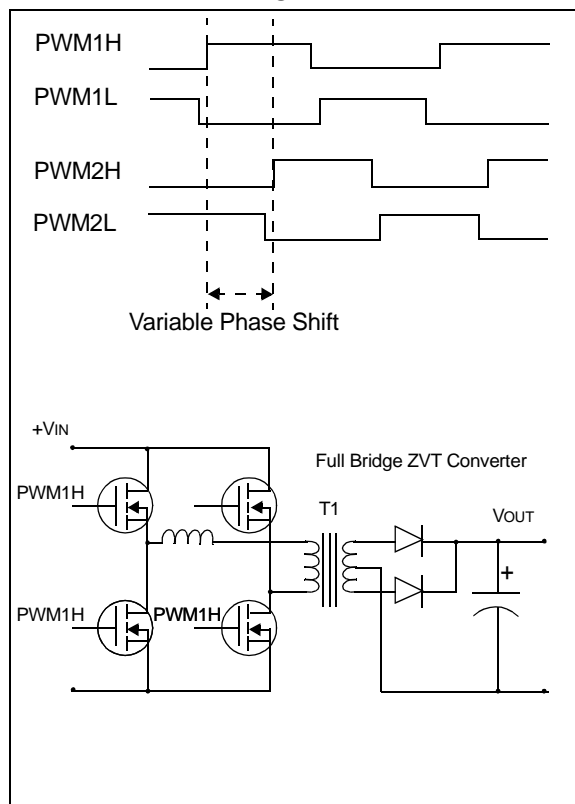 PWM1H
PWM1L
PWM2H
PWM2L
Variable Phase Shift
+VIN
Full Bridge ZVT Converter
PWM1H
T1
VOUT
+
PWM1H
PWM1H